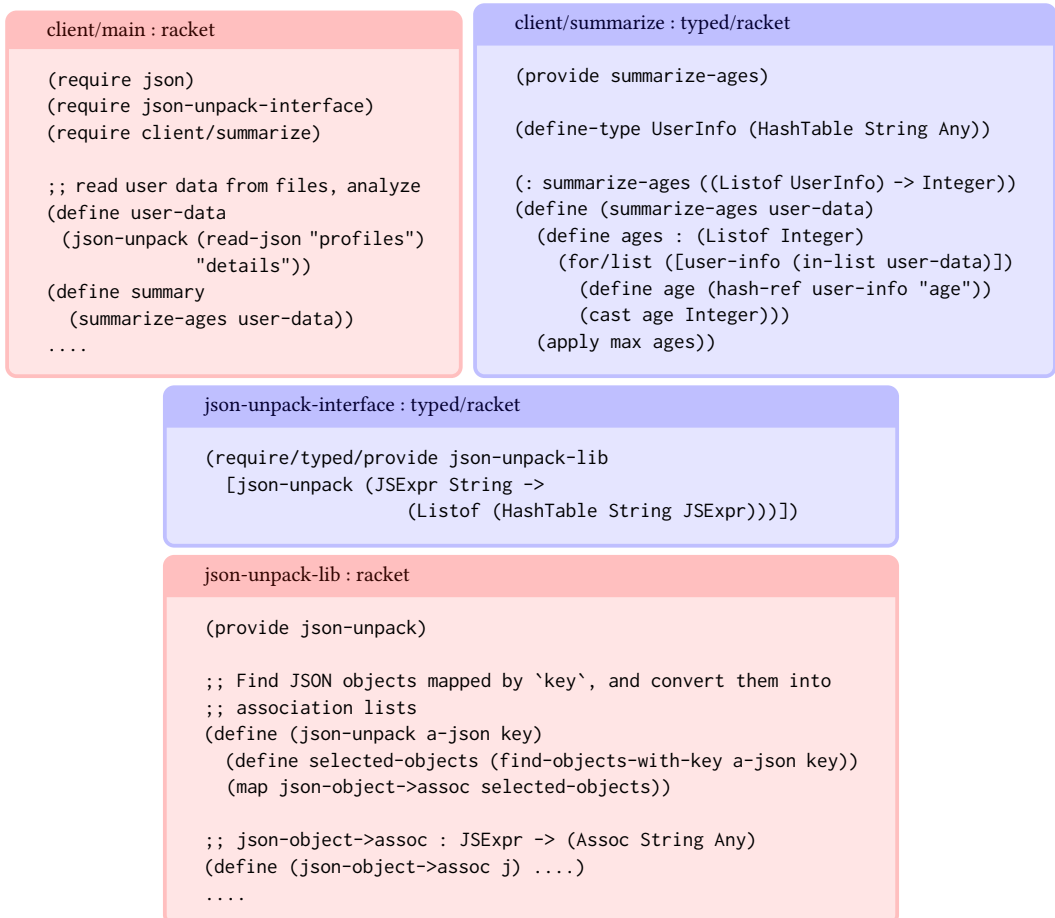 client/main : racket
(require json)
(require json-unpack-interface)
(require client/summarize)
;; read user data from files, analyze
(define user-data
(json-unpack (read-json "profiles")
"details"))
(define summary
(summarize-ages user-data))
....
client/summarize : typed/racket
(provide summarize-ages)
(define-type UserInfo (HashTable String Any))
(: summarize-ages ((Listof UserInfo) -> Integer))
(define (summarize-ages user-data)
(define ages : (Listof Integer)
(for/list ([user-info (in-list user-data)])
(define age (hash-ref user-info "age"))
(cast age Integer)))
(apply max ages))
json-unpack-interface : typed/racket
(require/typed/provide json-unpack-lib
[json-unpack (JSExpr String ->
(Listof (HashTable String JSExpr)))])
json-unpack-lib : racket
(provide json-unpack)
;; Find JSON objects mapped by `key`, and convert them into
;; association lists
(define (json-unpack a-json key)
(define selected-objects (find-objects-with-key a-json key))
(map json-object->assoc selected-objects))
;; json-object->assoc : JSExpr -> (Assoc String Any)
(define (json-object->assoc j) ....)
....